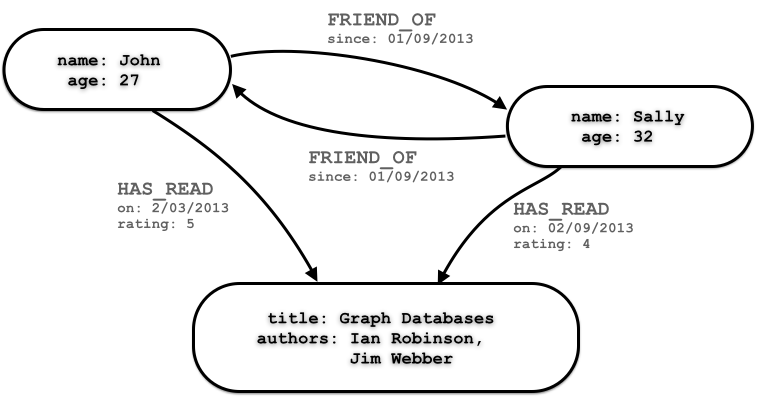 FRIEND_OF
since: 01/09/2013
name: John
age: 27
name: Sally
age: 32
FRIEND_OF
since: 01/09/2013
HAS_READ
on: 2/03/2013
rating: 5
HAS_READ
on: 02/09/2013
rating: 4
title: Graph Databases
authors: Ian Robinson,
Jim Webber